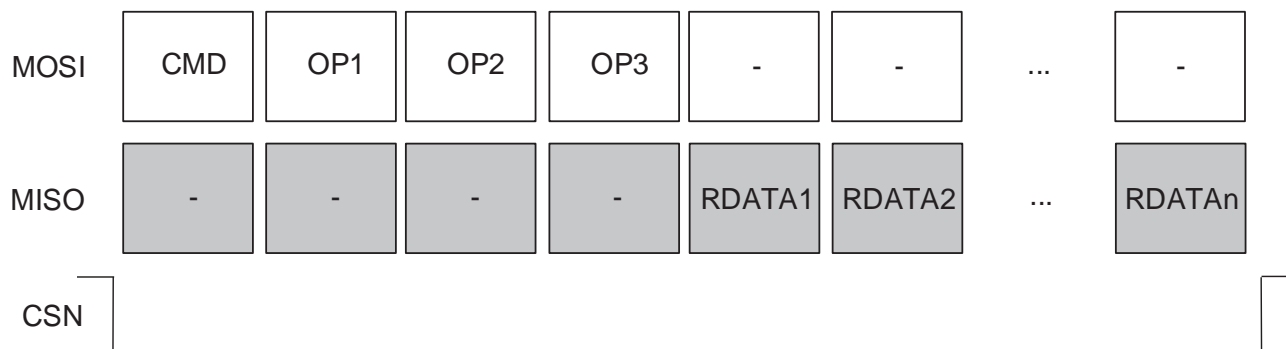 MOSI CMD OP1 OP2 OP3 - - ... -
MISO - - - - RDATA1 RDATA2 ... RDATAn
CSN